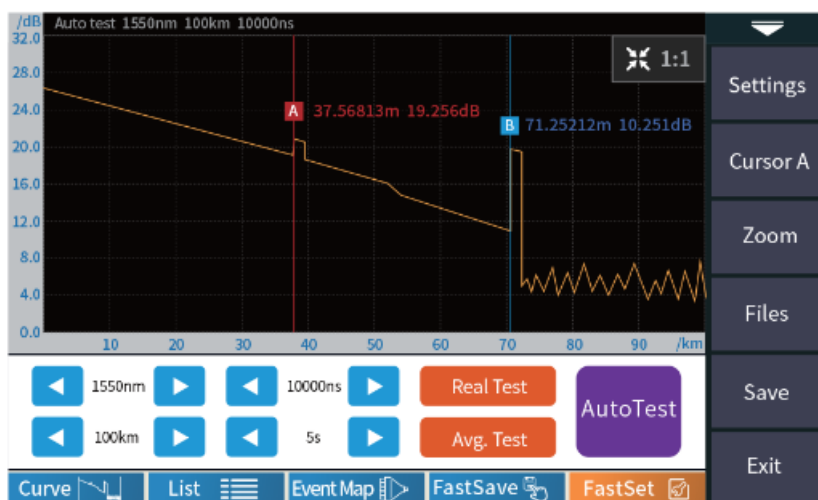 /dB Auto test 1550nm 100km 10000ns
32.0
28.0
24.0
20.0
16.0
12.0
8.0
4.0
0.0
A 37.56813m 19.256dB
B 71.25212m 10.251dB
1:1
10 20 30 40 50 60 70 80 90 /km
1550nm 10000ns Real Test
100km 5s Avg. Test
AutoTest
Settings
Cursor A
Zoom
Files
Save
Exit
Curve List Event Map FastSave FastSet